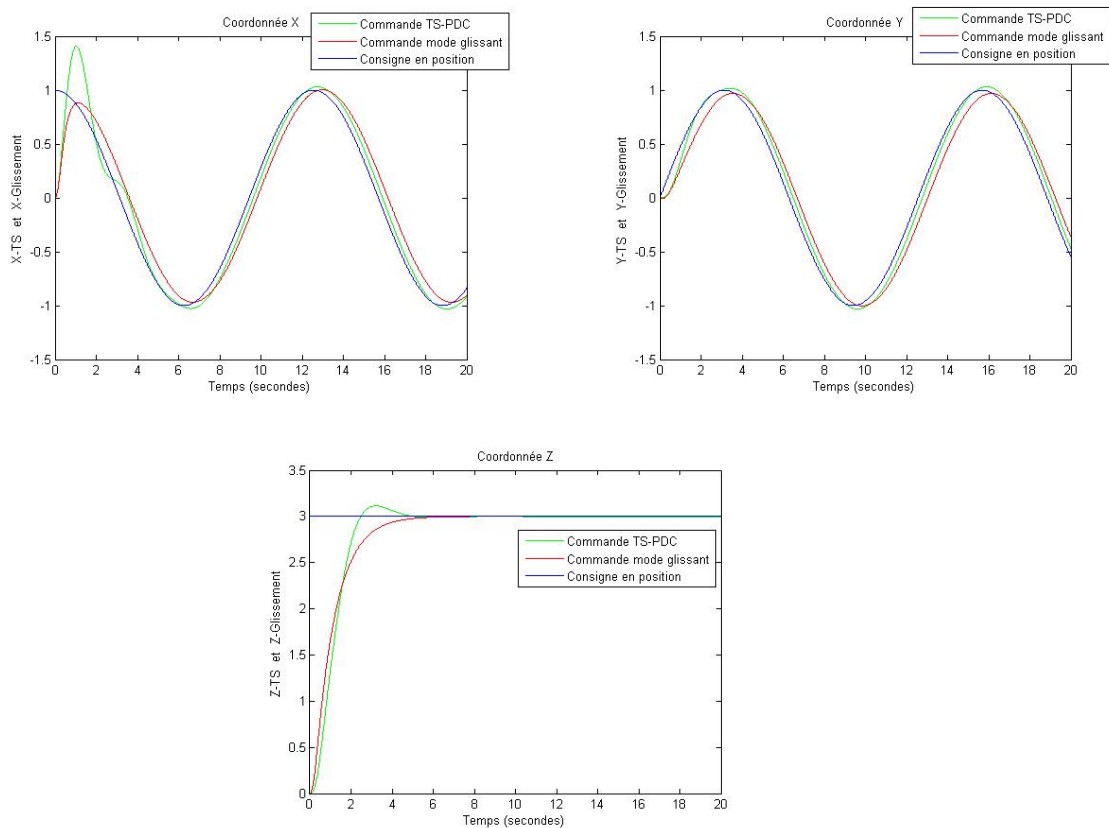 Coordonnée X
Commande TS-PDC
Commande mode glissant
Consigne en position
X-TS et X-Glissement
1.5
1
0.5
0
-0.5
-1
-1.5
0 2 4 6 8 10 12 14 16 18 20
Temps (secondes)
Coordonnée Y
Commande TS-PDC
Commande mode glissant
Consigne en position
Y-TS et Y-Glissement
1.5
1
0.5
0
-0.5
-1
-1.5
0 2 4 6 8 10 12 14 16 18 20
Temps (secondes)
Coordonnée Z
Commande TS-PDC
Commande mode glissant
Consigne en position
Z-TS et Z-Glissement
3.5
3
2.5
2
1.5
1
0.5
0
0 2 4 6 8 10 12 14 16 18 20
Temps (secondes)